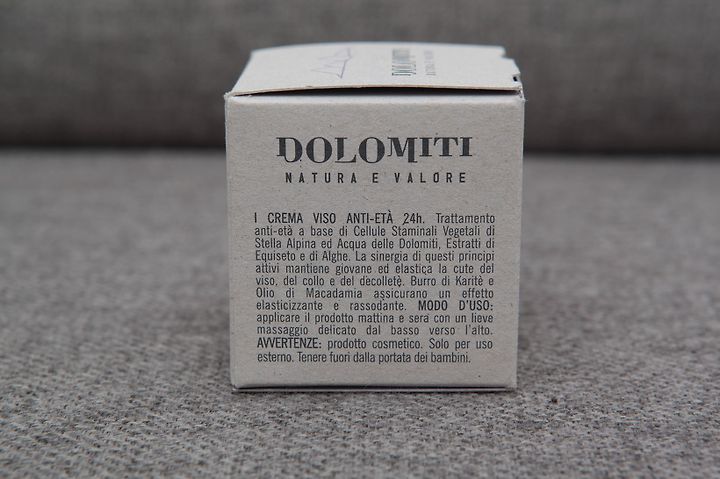 DOLOMITI
DOLOMITI
NATURA E VALORE
I CREMA VISO ANTI-ETÀ 24h. Trattamento
anti-età a base di Cellule Staminali Vegetali di
Stella Alpina ed Acqua delle Dolomiti, Estratti di
Equiseto e di Alghe. La sinergia di questi principi
attivi mantiene giovane ed elastica la cute del
viso, del collo e del decolletè. Burro di Karitè e
Olio di Macadamia assicurano un effetto
elasticizzante e rassodante. MODO D'USO:
applicare il prodotto mattina e sera con un lieve
massaggio delicato dal basso verso l'alto.
AVVERTENZE: prodotto cosmetico. Solo per uso
esterno. Tenere fuori dalla portata dei bambini.